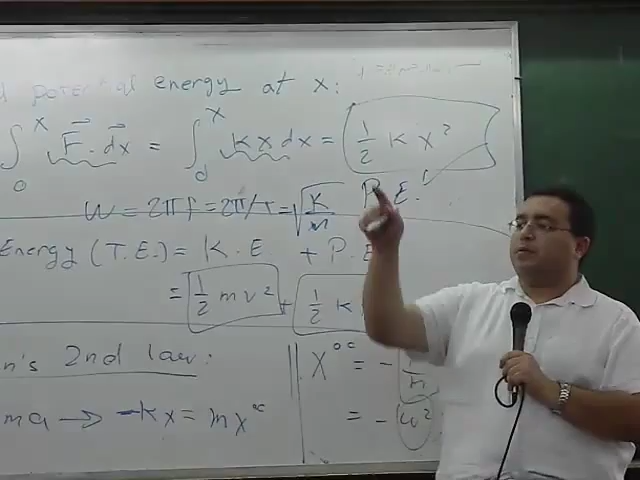 potential energy at x:
∫₀ˣ F⃗ · dx⃗ = ∫₀ˣ kx dx = ½ K x²
W = 2πf = 2π/T = √(K/m) P.E.
Energy (T.E.) = K.E + P.E
= ½ mv² + ½ k
n's 2nd law:
ma → -kx = mx°°
x°° = -
m
= - ω²